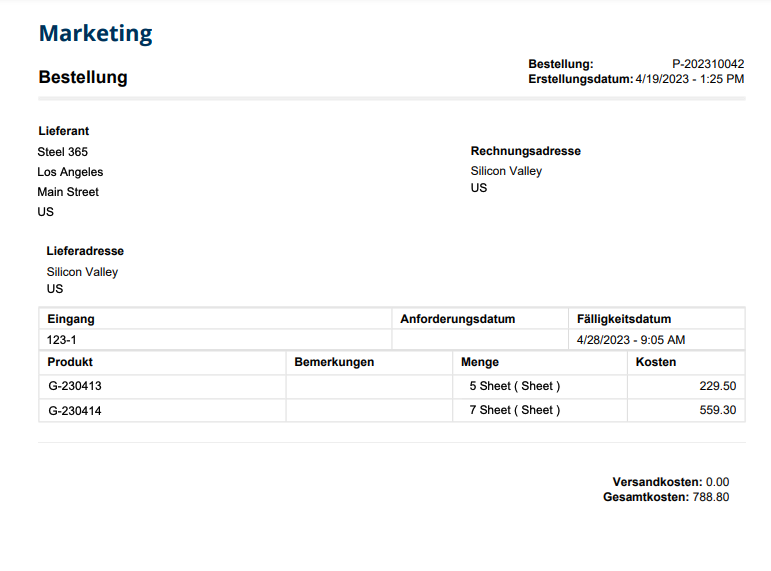 Marketing
Bestellung
Bestellung: P-202310042
Erstellungsdatum: 4/19/2023 - 1:25 PM
Lieferant
Steel 365
Los Angeles
Main Street
US
Rechnungsadresse
Silicon Valley
US
Lieferadresse
Silicon Valley
US
Eingang Anforderungsdatum Fälligkeitsdatum
123-1 4/28/2023 - 9:05 AM
Produkt Bemerkungen Menge Kosten
G-230413 5 Sheet ( Sheet ) 229.50
G-230414 7 Sheet ( Sheet ) 559.30
Versandkosten: 0.00
Gesamtkosten: 788.80